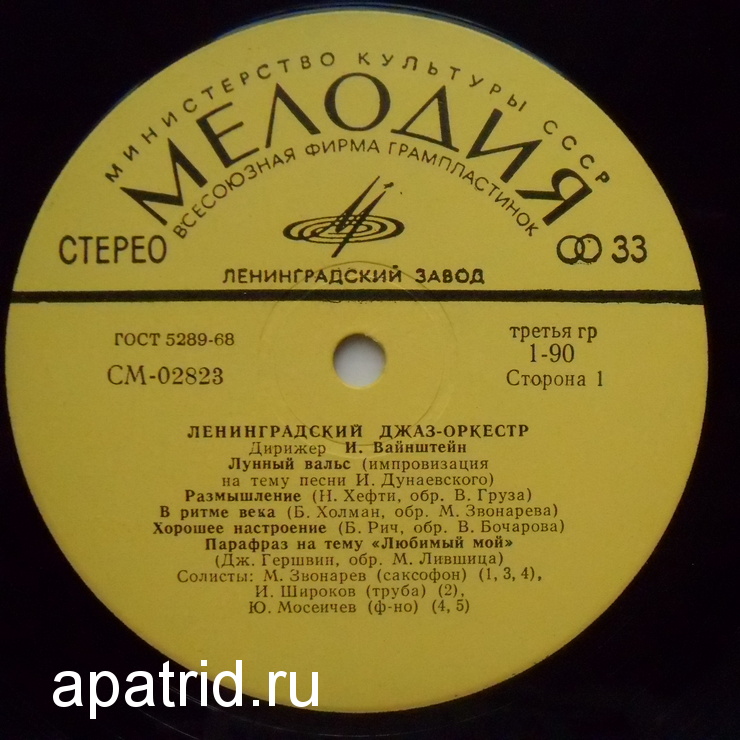 МИНИСТЕРСТВО КУЛЬТУРЫ СССР
МЕЛОДИЯ
ВСЕСОЮЗНАЯ ФИРМА ГРАМПЛАСТИНОК
СТЕРЕО
33
ЛЕНИНГРАДСКИЙ ЗАВОД
ГОСТ 5289-68
третья гр
1-90
СМ-02823
Сторона 1
ЛЕНИНГРАДСКИЙ ДЖАЗ-ОРКЕСТР
Дирижер И. Вайнштейн
Лунный вальс (импровизация
на тему песни И. Дунаевского)
Размышление (Н. Хефти, обр. В. Груза)
В ритме века (Б. Холман, обр. М. Звонарева)
Хорошее настроение (Б. Рич, обр. В. Бочарова)
Парафраз на тему «Любимый мой»
(Дж. Гершвин, обр. М. Лившица)
Солисты: М. Звонарев (саксофон) (1, 3, 4),
И. Широков (труба) (2),
Ю. Мосеичев (ф-но) (4, 5)
apatrid.ru